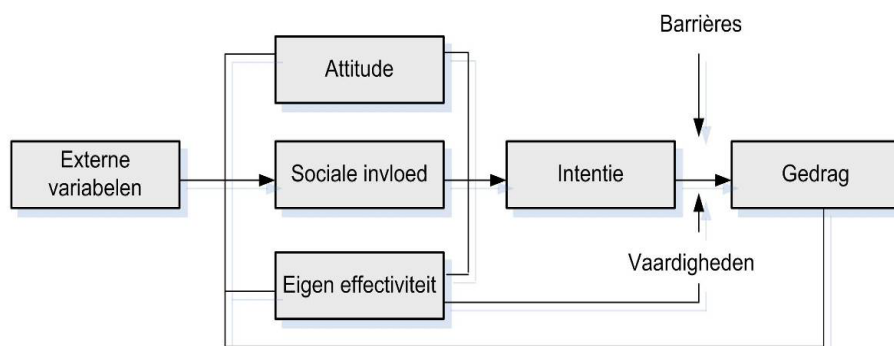 Barrières
Attitude
Externe
variabelen
Sociale invloed
Intentie
Gedrag
Eigen effectiviteit
Vaardigheden